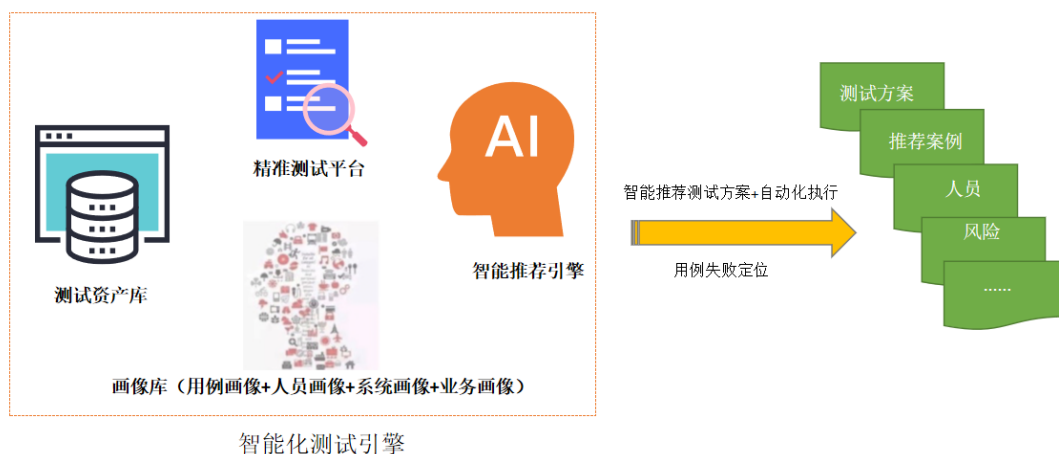 精准测试平台
AI
测试资产库
智能推荐引擎
画像库（用例画像+人员画像+系统画像+业务画像）
智能化测试引擎
智能推荐测试方案+自动化执行
用例失败定位
测试方案
推荐案例
人员
风险
......